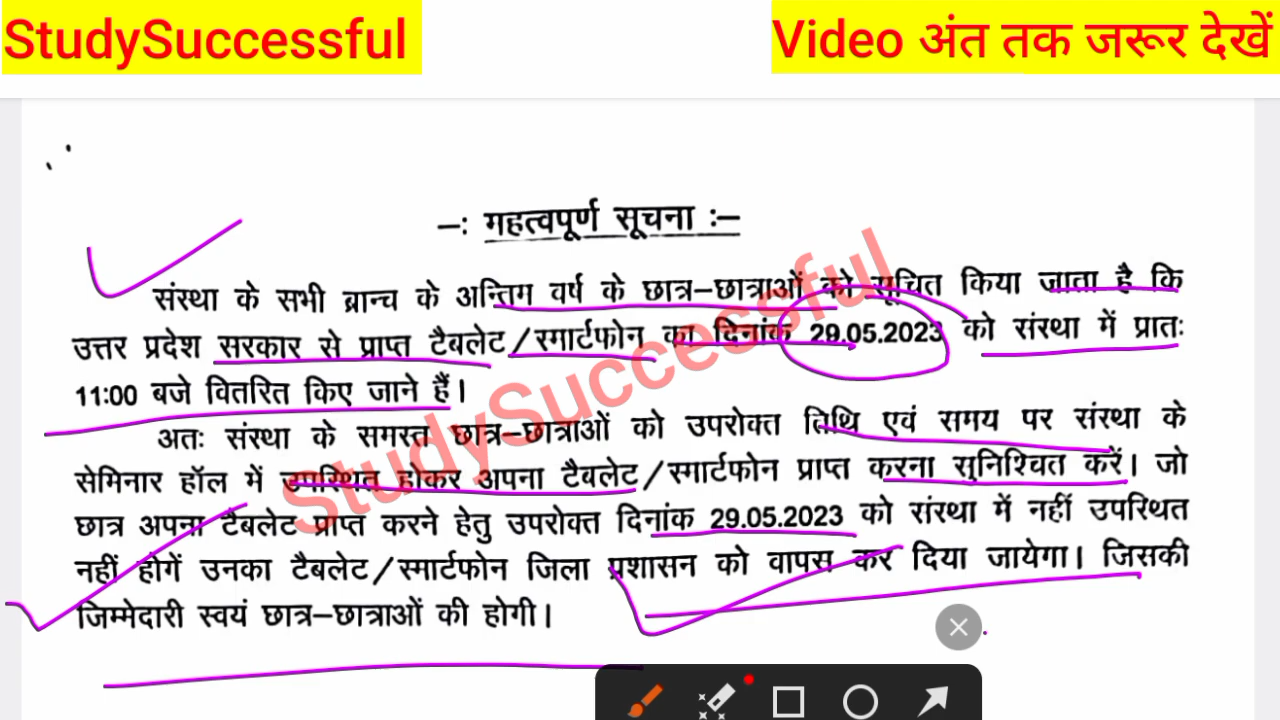 StudySuccessful
Video अंत तक जरूर देखें
–: गहत्वपूर्ण सूचना :–
संस्था के सभी ब्रान्च के अन्तिग वर्ष के छात्र–छात्राओं को सूचित किया जाता है कि
उत्तर प्रदेश सरकार से प्राप्त टैबलेट/स्मार्टफोन का दिनांक 29.05.2023 को संस्था में प्रातः
11:00 बजे वितरित किए जाने हैं।
अतः संस्था के समस्त छात्र–छात्राओं को उपरोक्त तिथि एवं समय पर संस्था के
सेमिनार हॉल में उपस्थित होकर अपना टैबलेट/स्मार्टफोन प्राप्त करना सुनिश्चित करें। जो
छात्र अपना टैबलेट प्राप्त करने हेतु उपरोक्त दिनांक 29.05.2023 को संस्था में नहीं उपस्थित
नहीं होगें उनका टैबलेट/स्मार्टफोन जिला प्रशासन को वापस कर दिया जायेगा। जिसकी
जिम्मेदारी स्वयं छात्र–छात्राओं की होगी।
StudySuccessful